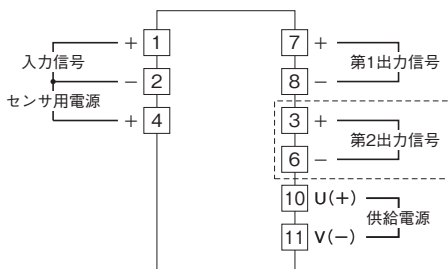 入力信号
センサ用電源
+ 1
− 2
+ 4
7 +
8 −
第1出力信号
3 +
6 −
第2出力信号
10 U(+)
11 V(−)
供給電源